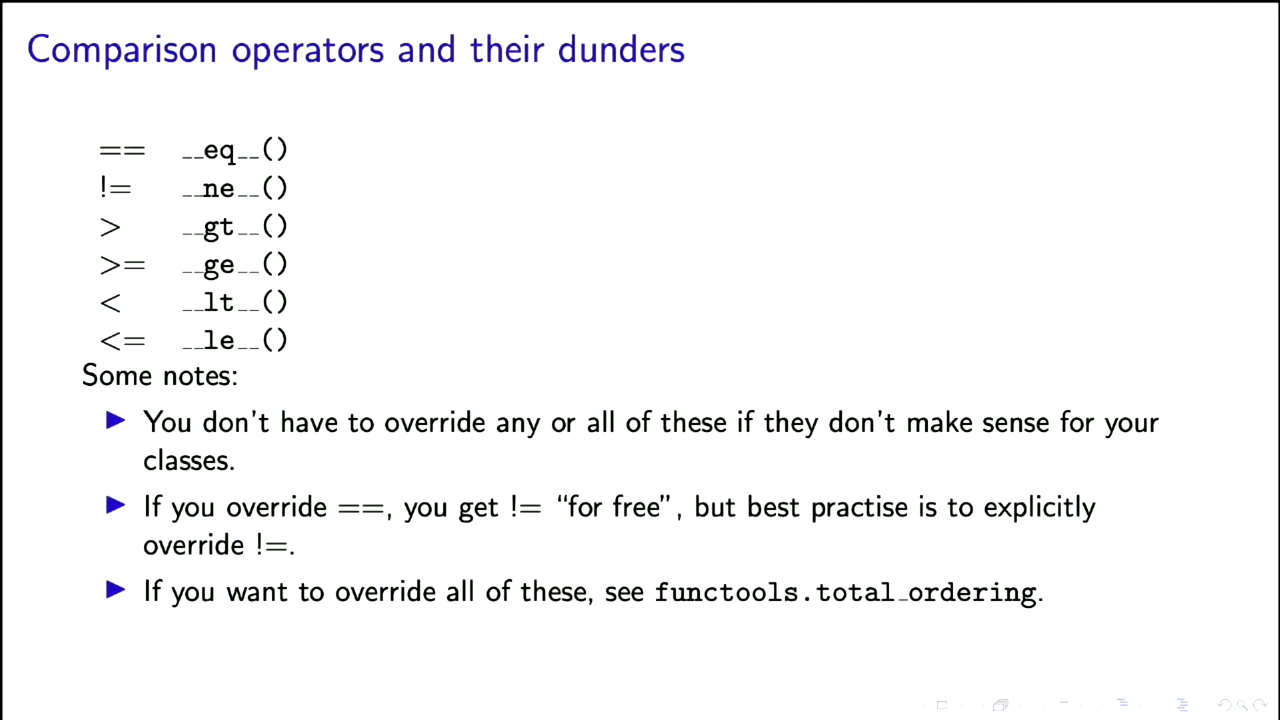 Comparison operators and their dunders
== __eq__()
!= __ne__()
> __gt__()
>= __ge__()
< __lt__()
<= __le__()
Some notes:
You don't have to override any or all of these if they don't make sense for your
classes.
If you override ==, you get != “for free”, but best practise is to explicitly
override !=.
If you want to override all of these, see functools.total_ordering.